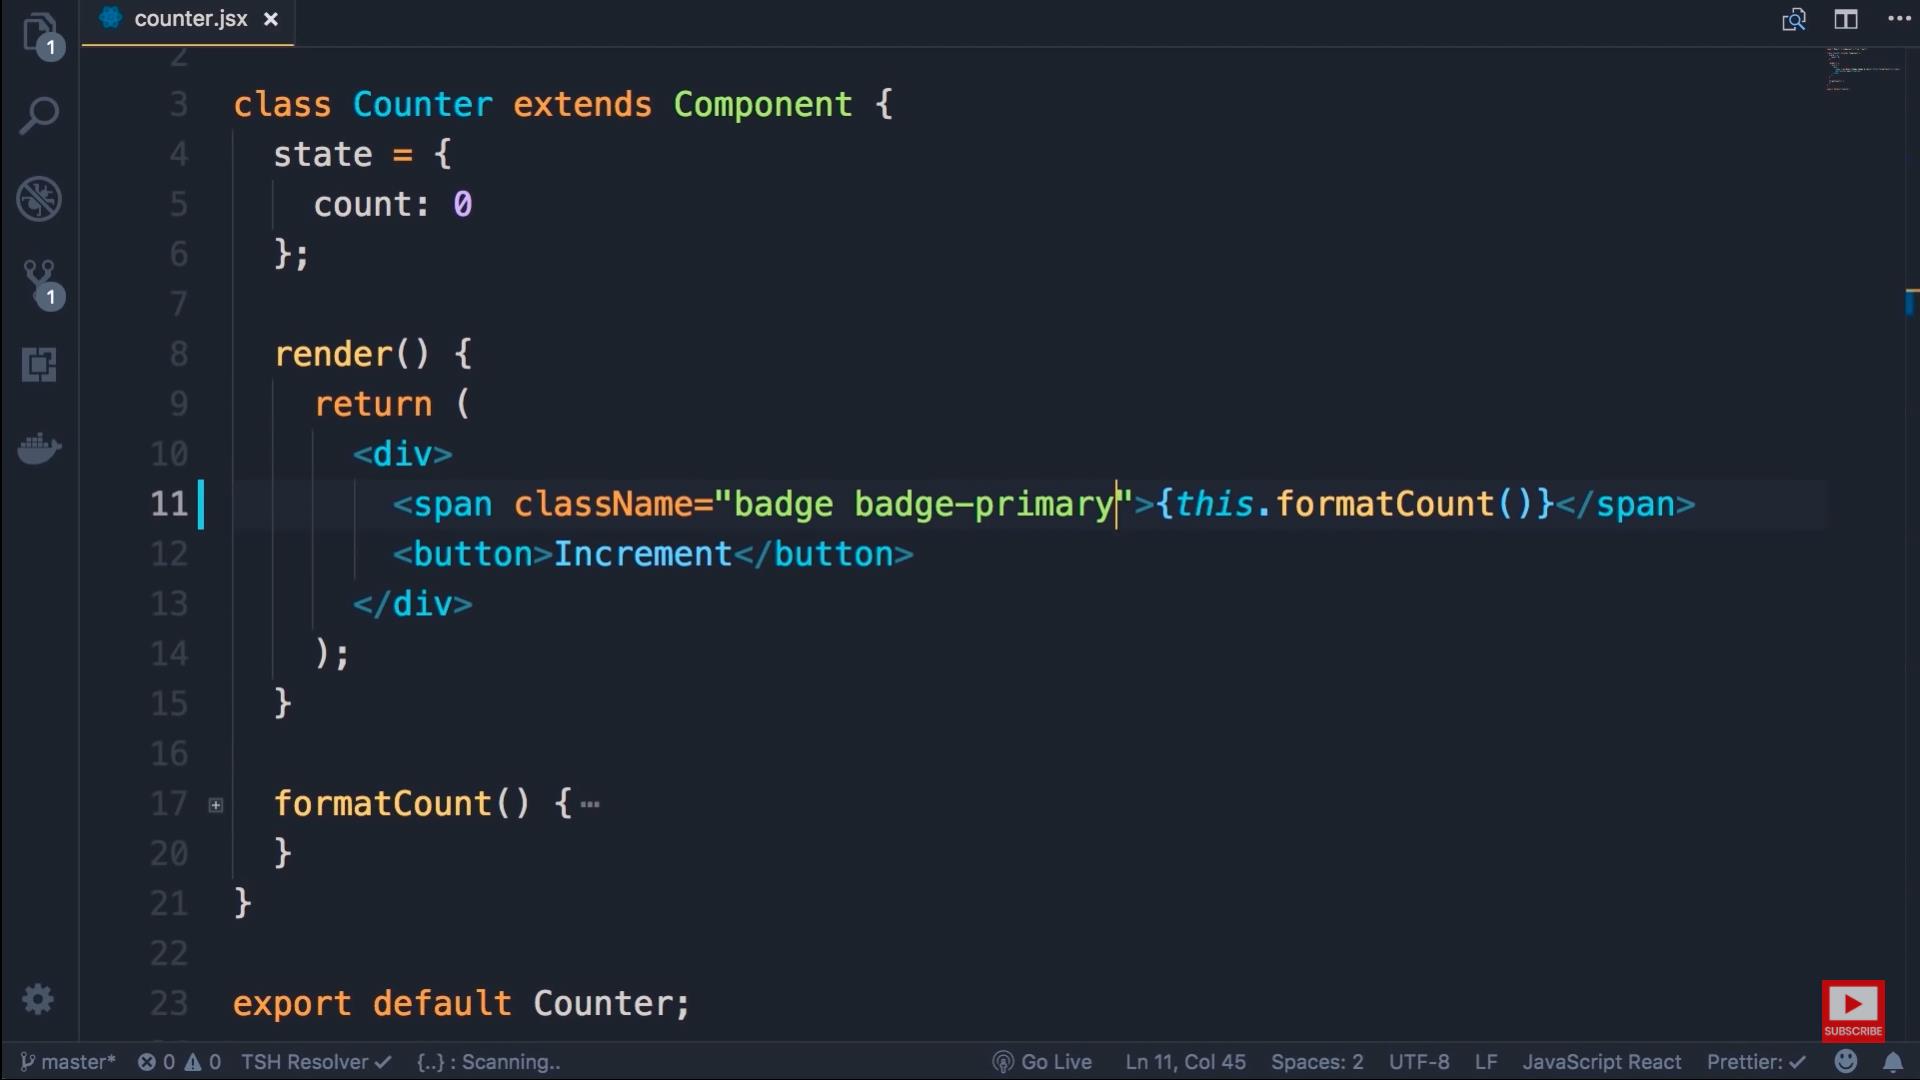 1
1
counter.jsx ×
2
3 class Counter extends Component {
4 state = {
5 count: 0
6 };
7
8 render() {
9 return (
10 <div>
11 <span className="badge badge-primary">{this.formatCount()}</span>
12 <button>Increment</button>
13 </div>
14 );
15 }
16
17 formatCount() {⋯
20 }
21 }
22
23 export default Counter;
SUBSCRIBE
master* 0 0 TSH Resolver ✓ {..} : Scanning.. Go Live Ln 11, Col 45 Spaces: 2 UTF-8 LF JavaScript React Prettier: ✓